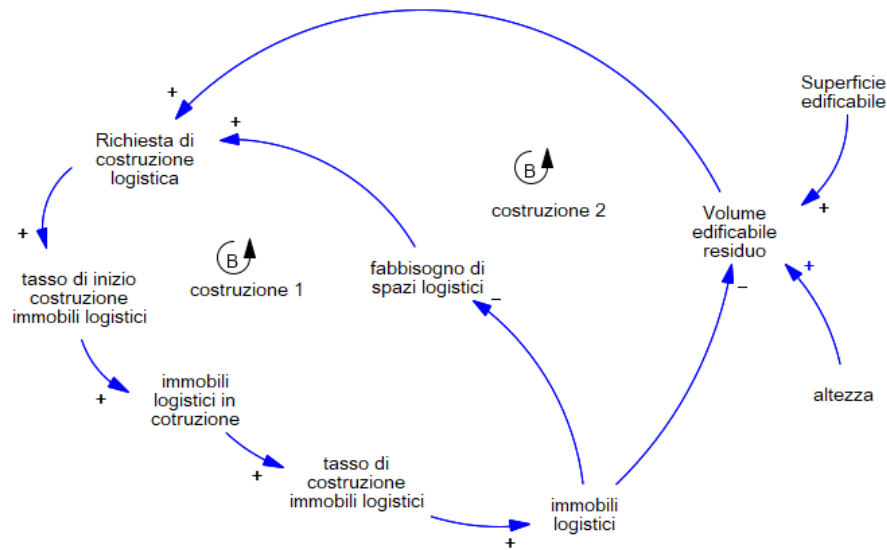 +
Richiesta di
costruzione
logistica
+
Superficie
edificabile
B
costruzione 2
Volume
edificabile
residuo
+
+
–
+
tasso di inizio
costruzione
immobili logistici
B
costruzione 1
fabbisogno di
spazi logistici
–
+
immobili
logistici in
cotruzione
altezza
+
tasso di
costruzione
immobili logistici
+
immobili
logistici